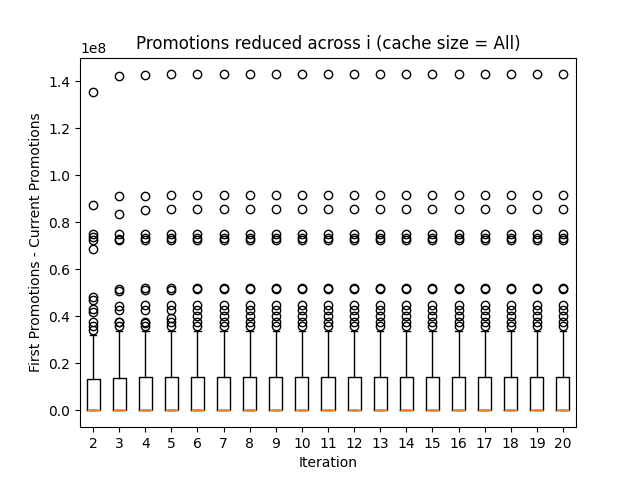 Promotions reduced across i (cache size = All)
1e8
First Promotions - Current Promotions
1.4
1.2
1.0
0.8
0.6
0.4
0.2
0.0
2 3 4 5 6 7 8 9 10 11 12 13 14 15 16 17 18 19 20
Iteration